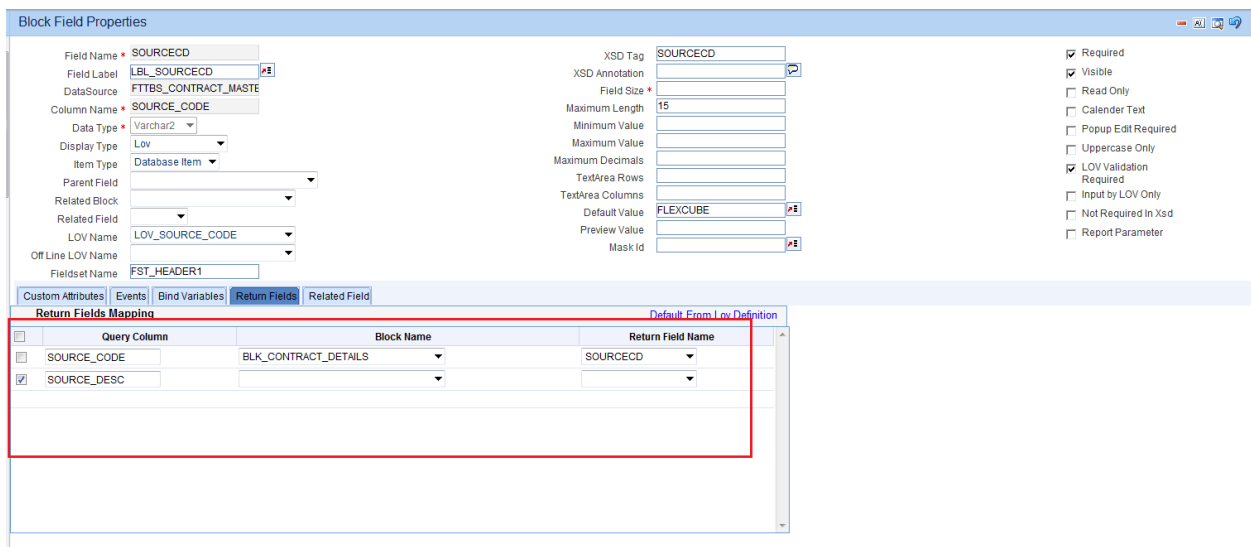 Block Field Properties
Field Name * SOURCECD
Field Label LBL_SOURCECD
DataSource FTTBS_CONTRACT_MASTE
Column Name * SOURCE_CODE
Data Type * Varchar2
Display Type Lov
Item Type Database Item
Parent Field
Related Block
Related Field
LOV Name LOV_SOURCE_CODE
Off Line LOV Name
Fieldset Name FST_HEADER1
XSD Tag SOURCECD
XSD Annotation
Field Size *
Maximum Length 15
Minimum Value
Maximum Value
Maximum Decimals
TextArea Rows
TextArea Columns
Default Value FLEXCUBE
Preview Value
Mask Id
Required
Visible
Read Only
Calender Text
Popup Edit Required
Uppercase Only
LOV Validation
Required
Input by LOV Only
Not Required In Xsd
Report Parameter
Custom Attributes Events Bind Variables Return Fields Related Field
Return Fields Mapping Default From Lov Definition
Query Column Block Name Return Field Name
SOURCE_CODE BLK_CONTRACT_DETAILS SOURCECD
SOURCE_DESC